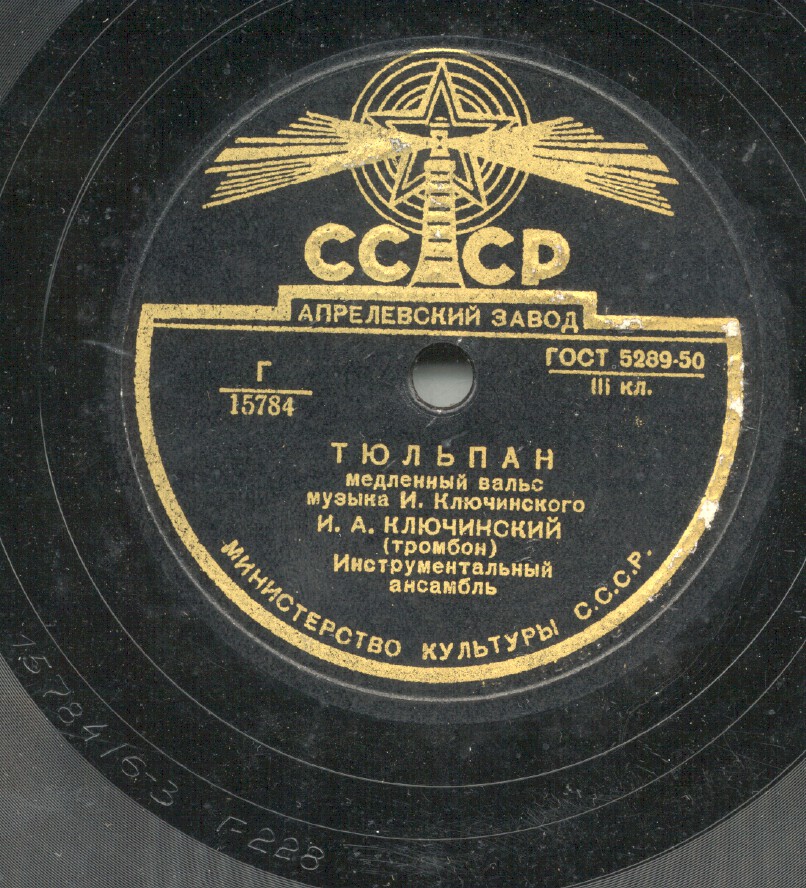 СССР
АПРЕЛЕВСКИЙ ЗАВОД
Г
15784
ГОСТ 5289-50
III кл.
ТЮЛЬПАН
медленный вальс
музыка И. Ключинского
И. А. КЛЮЧИНСКИЙ
(тромбон)
Инструментальный
ансамбль
МИНИСТЕРСТВО КУЛЬТУРЫ С.С.С.Р.
15784/6-3 Г-228